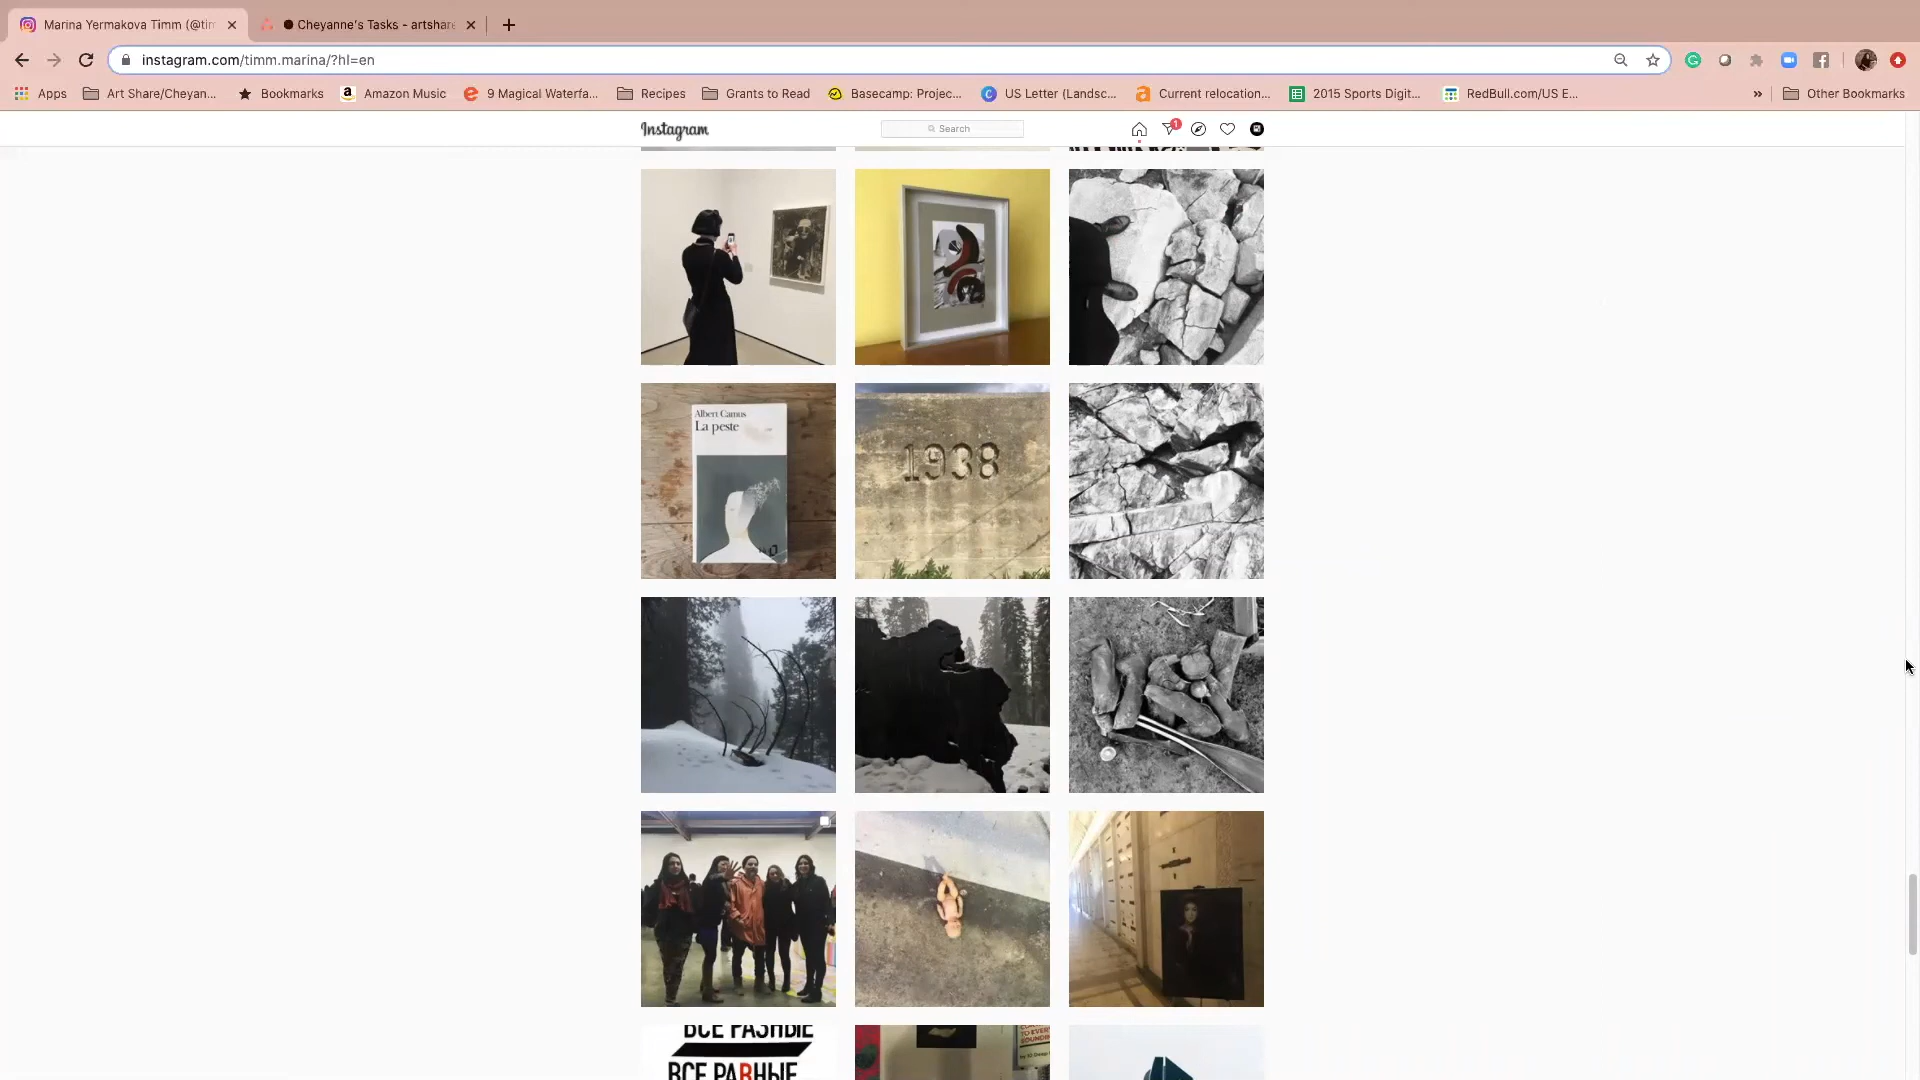 Marina Yermakova Timm (@tim
Cheyanne's Tasks - artshare
instagram.com/timm.marina/?hl=en
Apps
Art Share/Cheyan...
Bookmarks
Amazon Music
9 Magical Waterfa...
Recipes
Grants to Read
Basecamp: Projec...
US Letter (Landsc...
Current relocation...
2015 Sports Digit...
RedBull.com/US E...
»
Other Bookmarks
Instagram
Search
1
Albert Camus
La peste
1938
ВСЕ РАЗНЫЕ
ВСЕ РАВНЫЕ